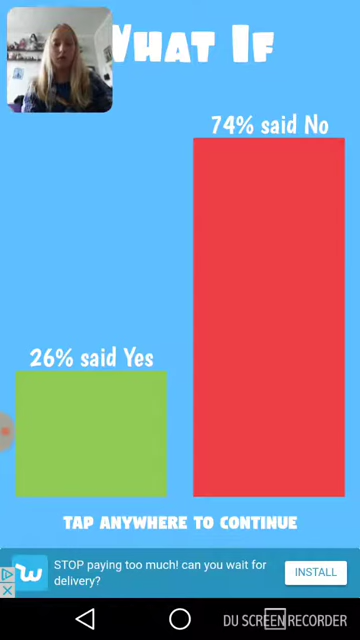 What If
74% said No
26% said Yes
TAP ANYWHERE TO CONTINUE
STOP paying too much! can you wait for
delivery?
INSTALL
DU SCREEN RECORDER